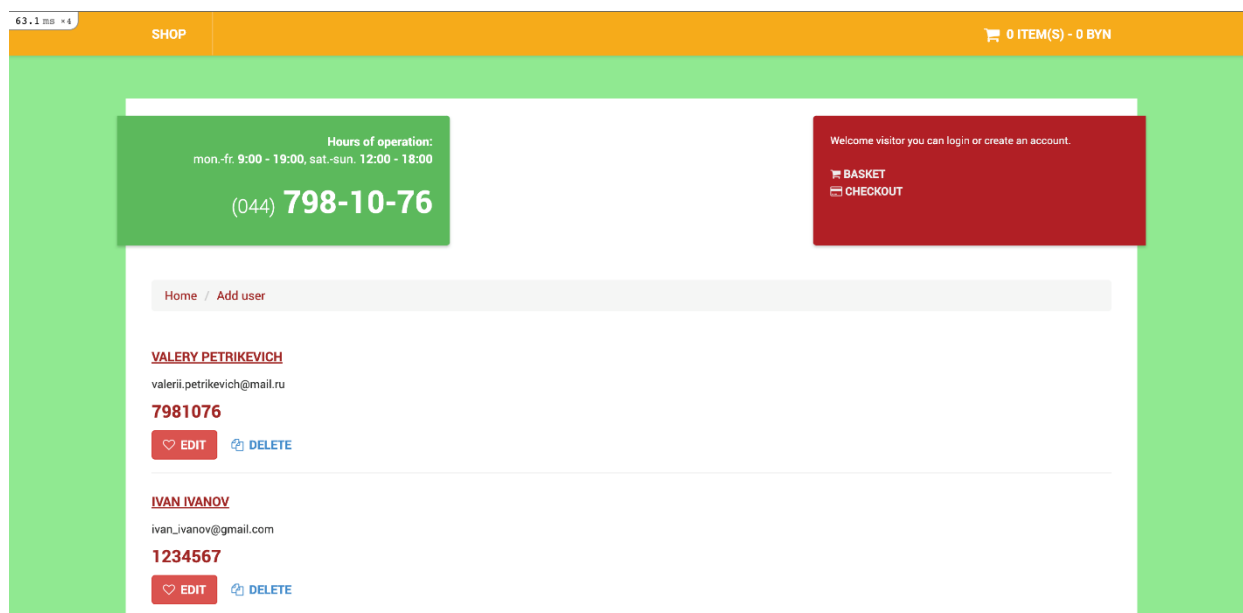 63.1 ms ×4
SHOP
0 ITEM(S) - 0 BYN
Hours of operation:
mon.-fr. 9:00 - 19:00, sat.-sun. 12:00 - 18:00
(044) 798-10-76
Welcome visitor you can login or create an account.
BASKET
CHECKOUT
Home / Add user
VALERY PETRIKEVICH
valerii.petrikevich@mail.ru
7981076
EDIT DELETE
IVAN IVANOV
ivan_ivanov@gmail.com
1234567
EDIT DELETE